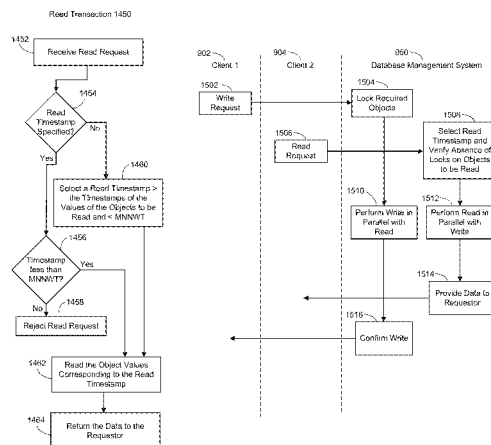 Read Transaction 1450
1452
Receive Read Request
1454
Read
Timestamp
Specified?
No
Yes
1460
Select a Read Timestamp >
the Timestamps of the
Values of the Objects to be
Read and < MNNWT
1456
Timestamp
less than
MNNWT?
Yes
No
1458
Reject Read Request
1462
Read the Object Values
Corresponding to the Read
Timestamp
1464
Return the Data to the
Requestor
902
Client 1
904
Client 2
950
Database Management System
1502
Write
Request
1504
Lock Required
Objects
1506
Read
Request
1508
Select Read
Timestamp and
Verify Absence of
Locks on Objects
to be Read
1510
Perform Write in
Parallel with
Read
1512
Perform Read in
Parallel with
Write
1514
Provide Data to
Requestor
1516
Confirm Write